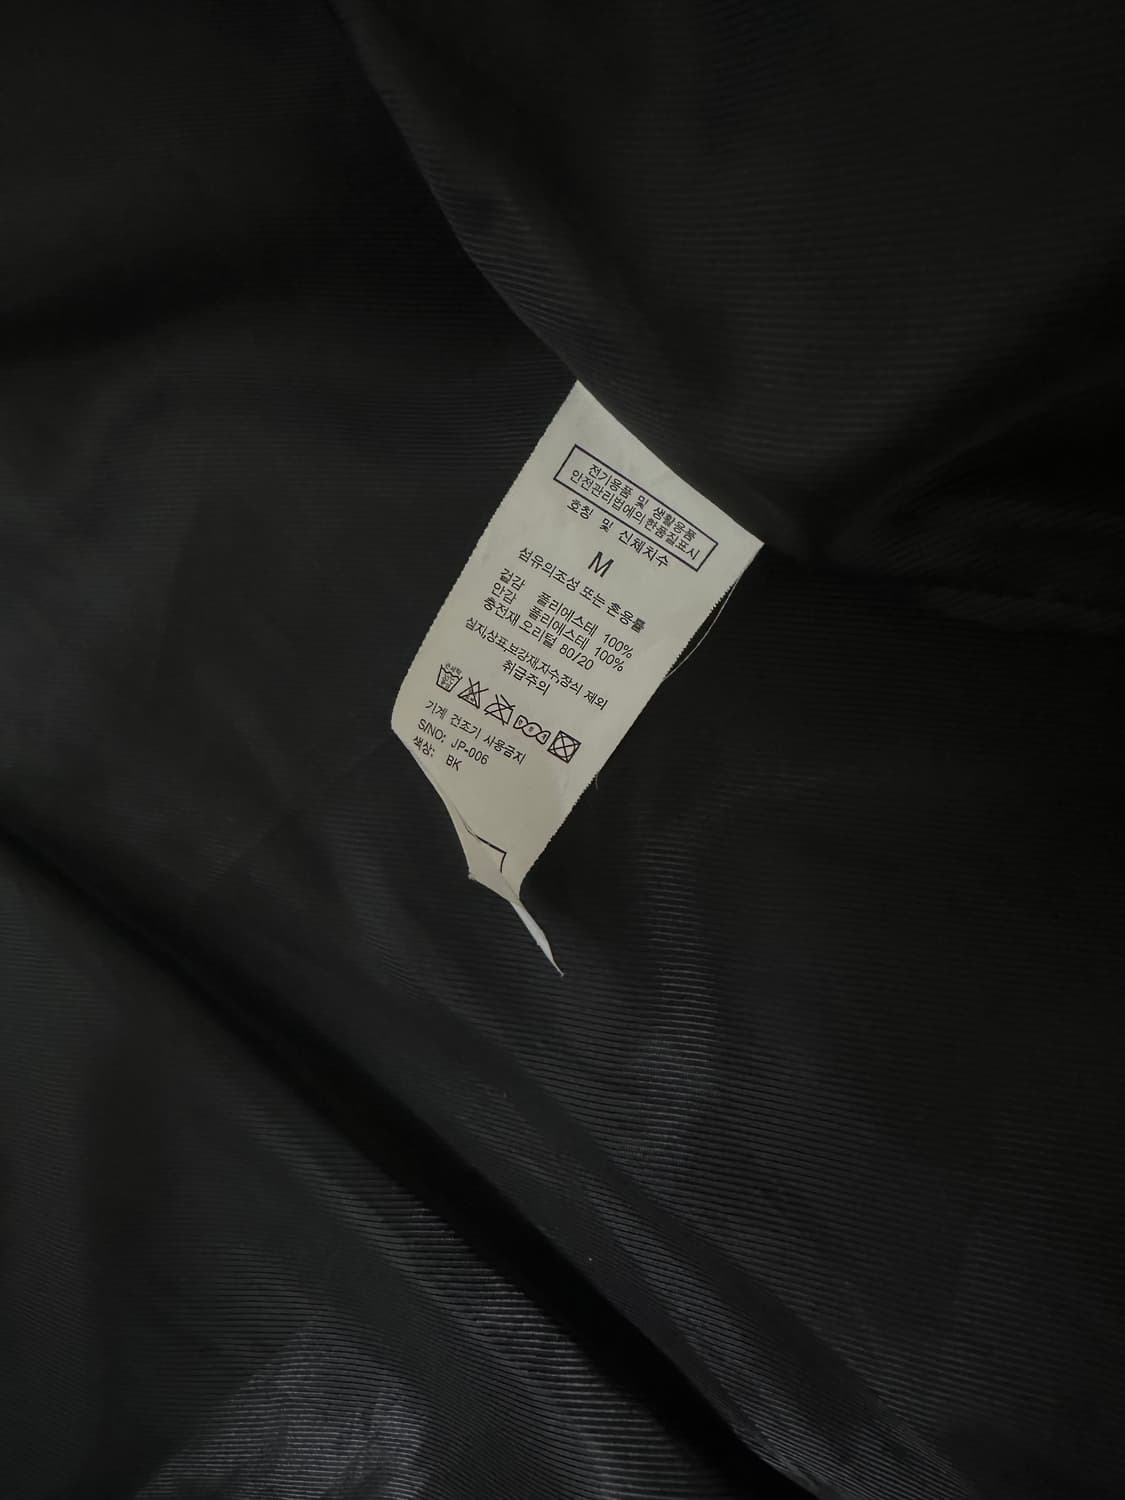 전기용품 및 생활용품
안전관리법에의한품질표시
호칭 및 신체치수
M
섬유의조성 또는 혼용률
겉감 폴리에스테 100%
안감 폴리에스테 100%
충전재 오리털 80/20
심지,상표,보강재,자수,장식 제외
취급주의
기계 건조기 사용금지
S/NO: JP-006
색상: BK